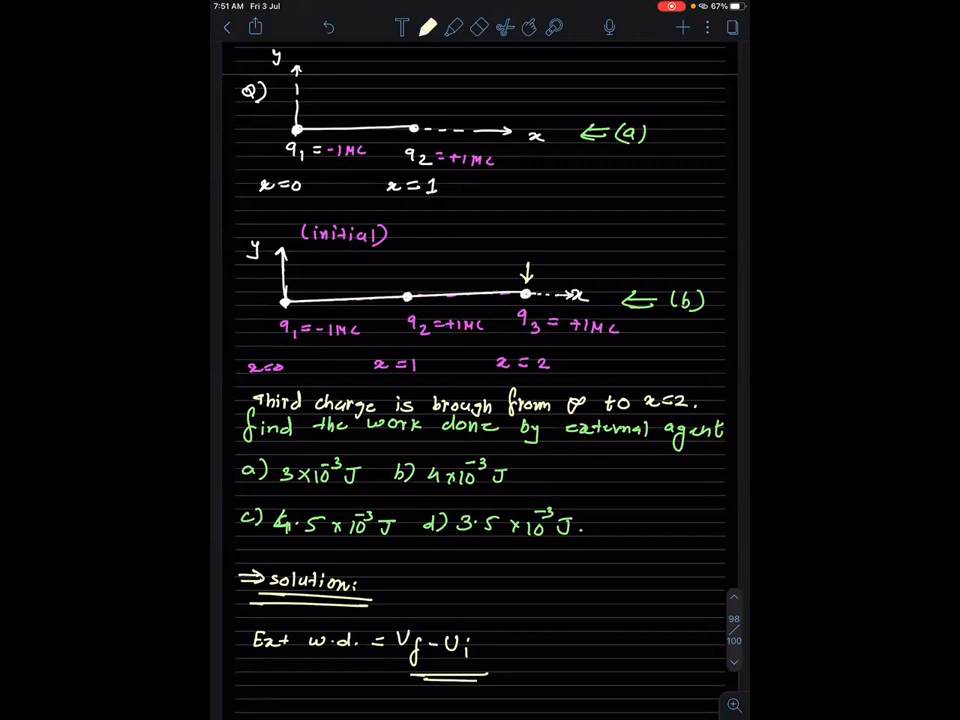 7:51 AM Fri 3 Jul
67%
T
y
Q)
x
⇐ (a)
q1 = -1MC
q2 = +1MC
x=0
x=1
(initial)
y
x
⇐ (b)
q1 = -1MC
q2 = +1MC
q3 = +1MC
x=0
x=1
x=2
Third charge is brough from ∞ to x=2.
find the work done by external agent
a) 3×10⁻³ J b) 4×10⁻³ J
c) 4.5 × 10⁻³ J d) 3.5 × 10⁻³ J.
⇒ solution:
Ext w.d. = Uf - Ui
98
/
100